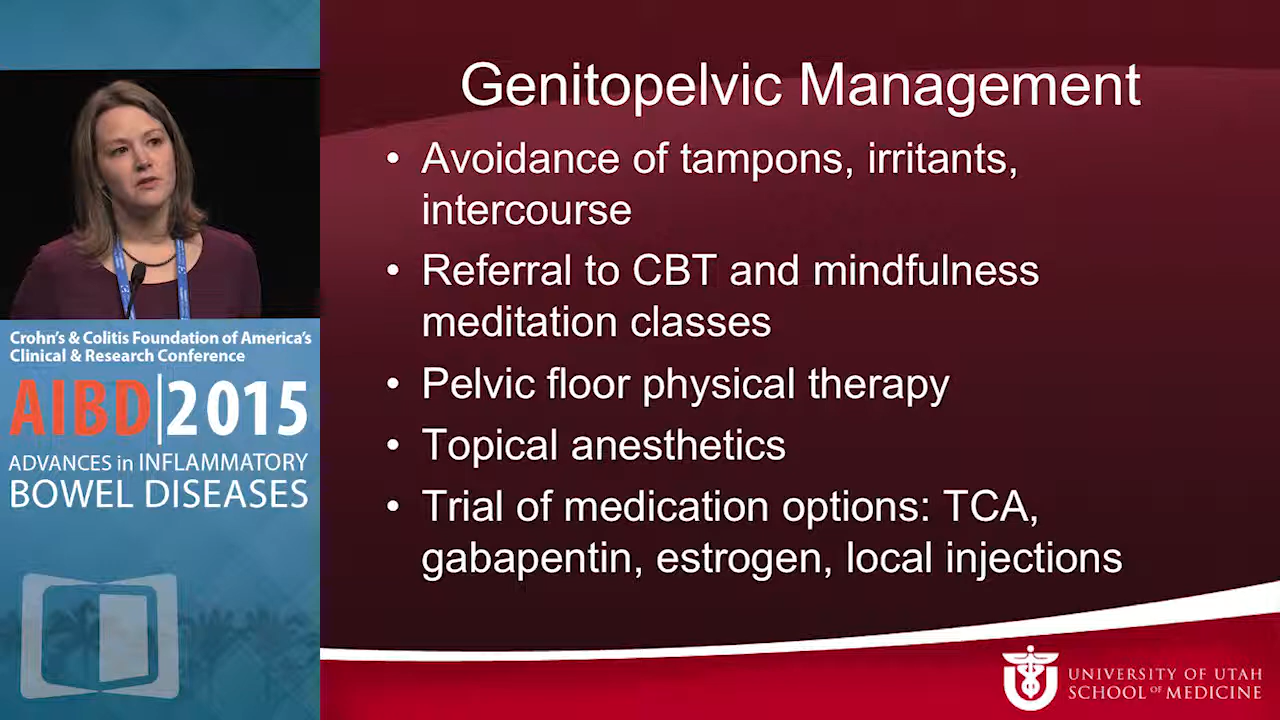 Genitopelvic Management
• Avoidance of tampons, irritants,
intercourse
• Referral to CBT and mindfulness
meditation classes
• Pelvic floor physical therapy
• Topical anesthetics
• Trial of medication options: TCA,
gabapentin, estrogen, local injections
Crohn's & Colitis Foundation of America's
Clinical & Research Conference
AIBD|2015
ADVANCES in INFLAMMATORY
BOWEL DISEASES
U
UNIVERSITY OF UTAH
SCHOOL OF MEDICINE